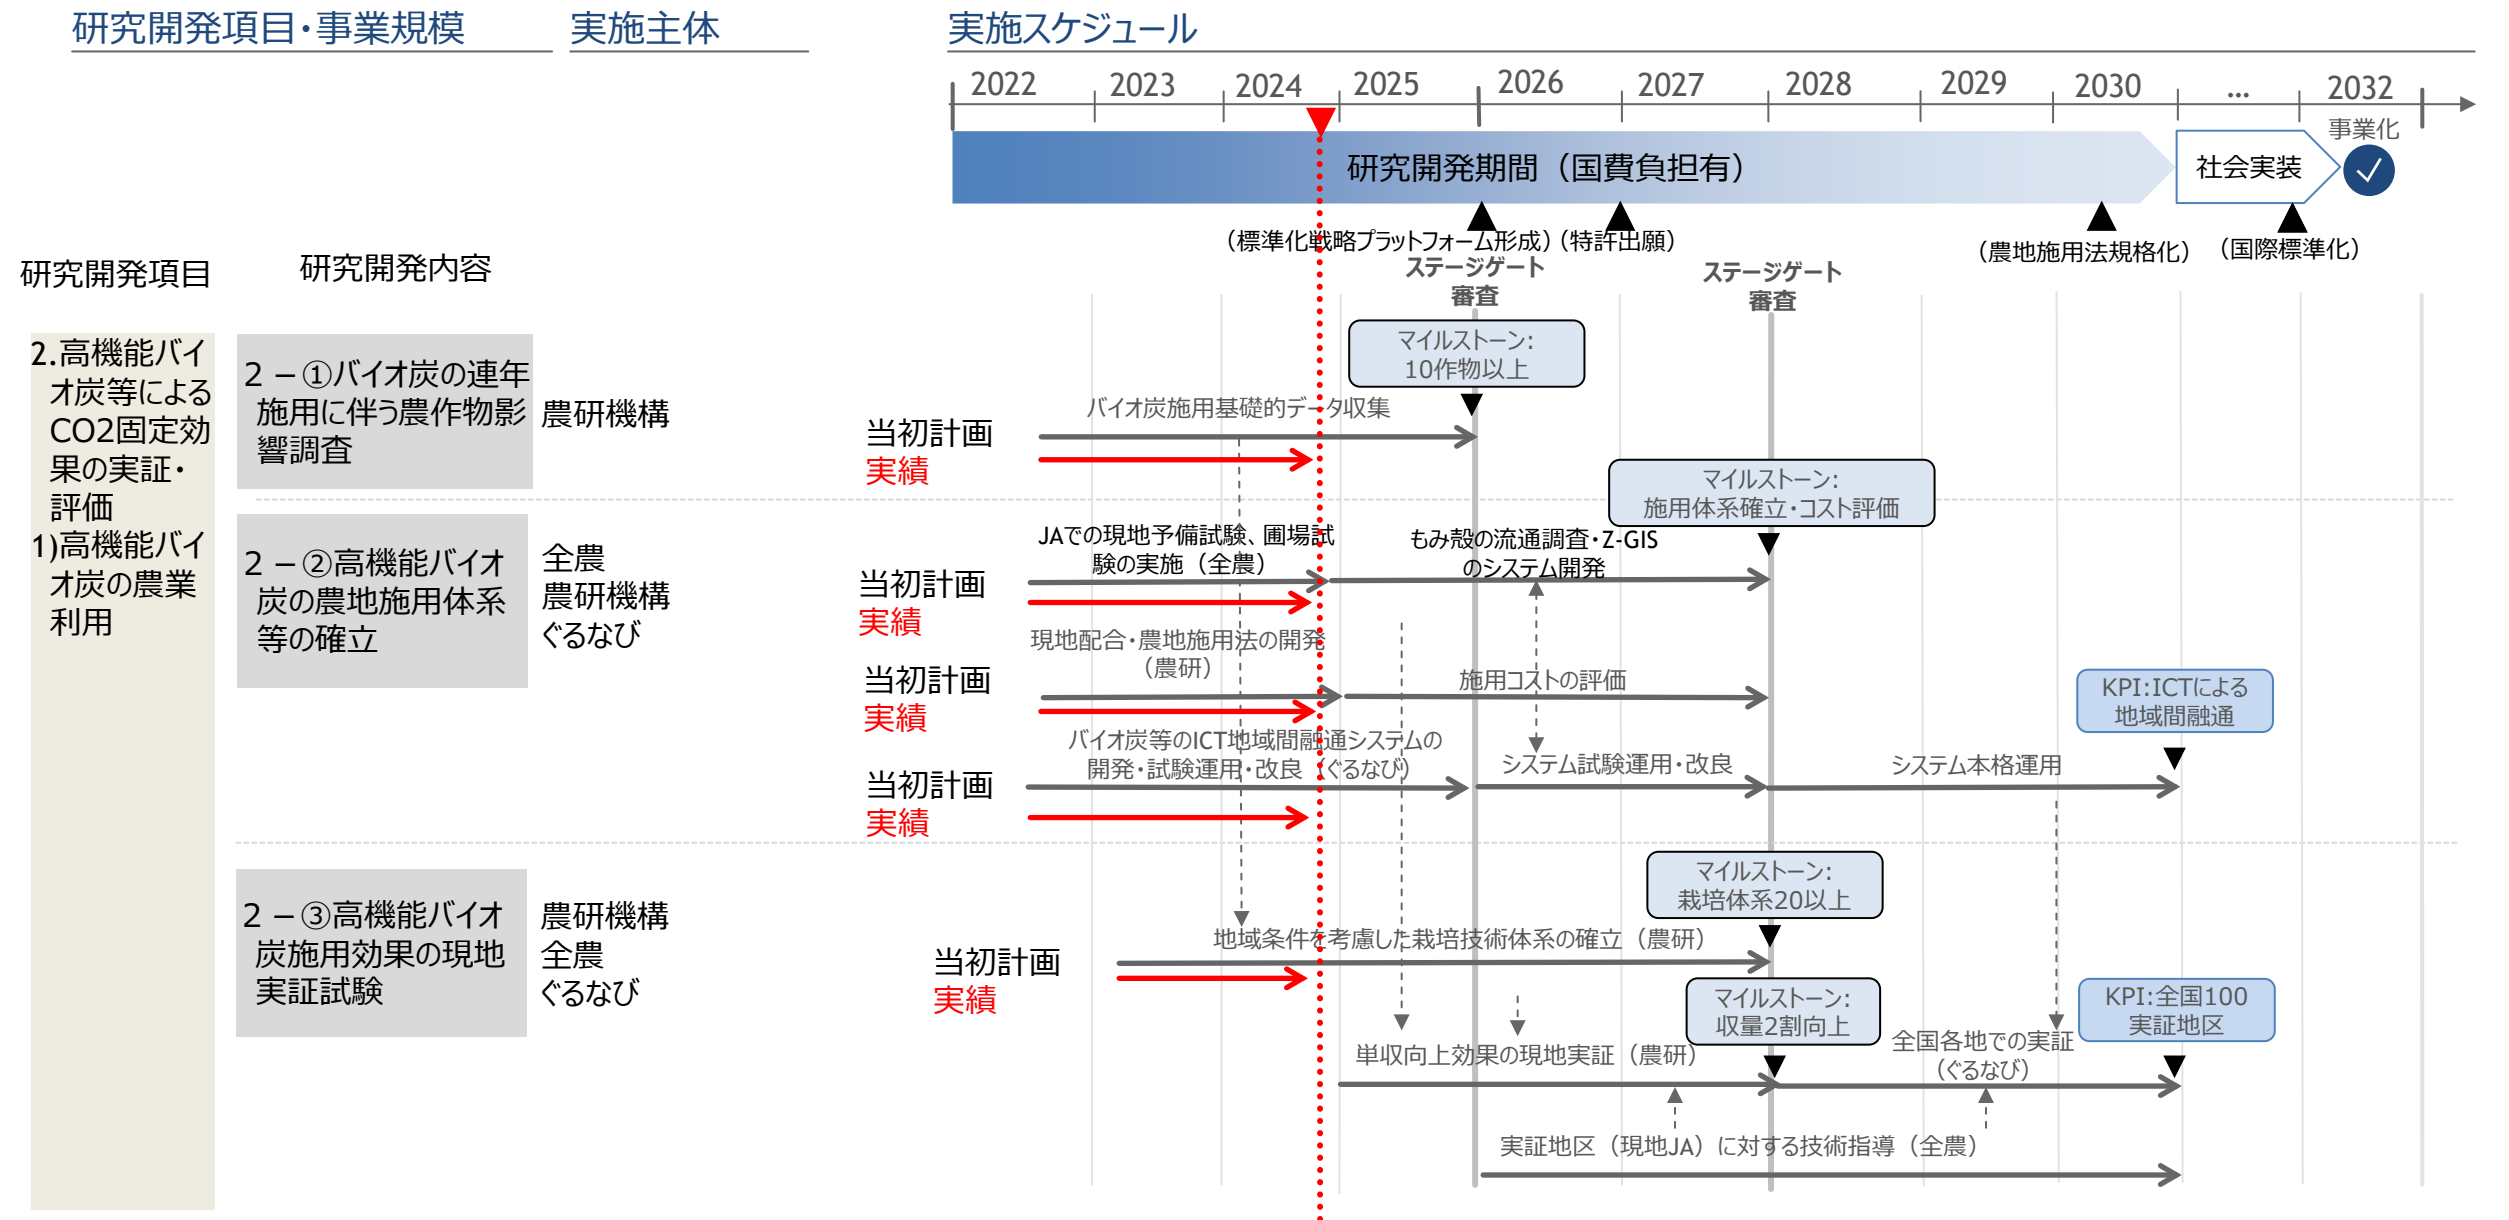 研究開発項目・事業規模
実施主体
実施スケジュール
2022
2023
2024
2025
2026
2027
2028
2029
2030
…
2032
事業化
研究開発期間（国費負担有）
社会実装
（標準化戦略プラットフォーム形成）
（特許出願）
（農地施用法規格化）
（国際標準化）
研究開発項目
研究開発内容
ステージゲート
審査
ステージゲート
審査
2.高機能バイ
オ炭等による
CO2固定効
果の実証・
評価
1)高機能バイ
オ炭の農業
利用
２－①バイオ炭の連年
施用に伴う農作物影
響調査
農研機構
当初計画
実績
バイオ炭施用基礎的データ収集
マイルストーン:
10作物以上
マイルストーン:
施用体系確立・コスト評価
２－②高機能バイオ
炭の農地施用体系
等の確立
全農
農研機構
ぐるなび
当初計画
実績
JAでの現地予備試験、圃場試
験の実施（全農）
もみ殻の流通調査・Z-GIS
のシステム開発
当初計画
実績
現地配合・農地施用法の開発
（農研）
施用コストの評価
KPI:ICTによる
地域間融通
当初計画
実績
バイオ炭等のICT地域間融通システムの
開発・試験運用・改良（ぐるなび）
システム試験運用・改良
システム本格運用
２－③高機能バイオ
炭施用効果の現地
実証試験
農研機構
全農
ぐるなび
当初計画
実績
マイルストーン:
栽培体系20以上
地域条件を考慮した栽培技術体系の確立（農研）
マイルストーン:
収量2割向上
KPI:全国100
実証地区
単収向上効果の現地実証（農研）
全国各地での実証
（ぐるなび）
実証地区（現地JA）に対する技術指導（全農）